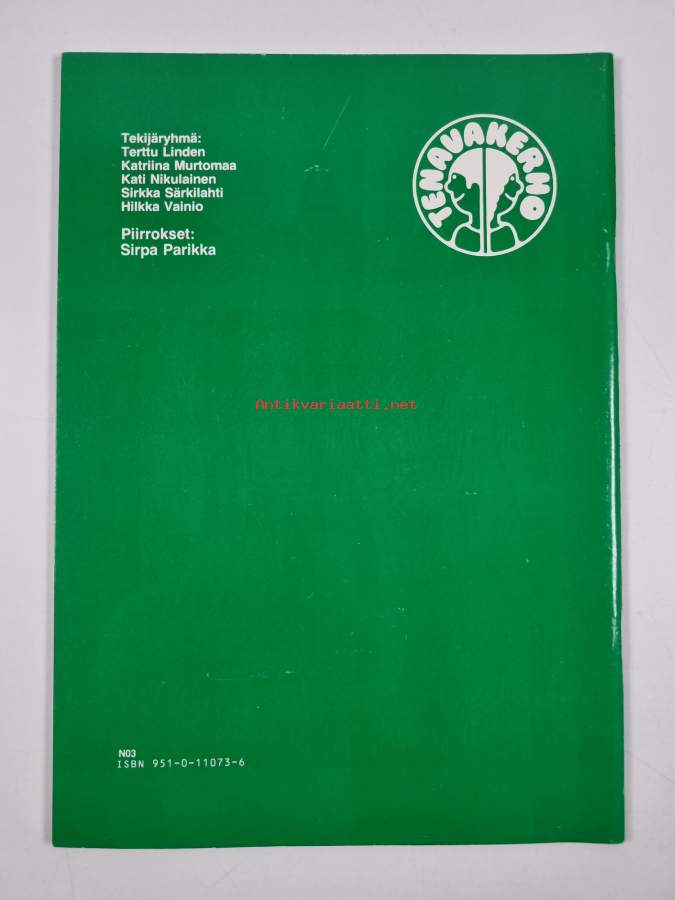 Tekijäryhmä:
Terttu Linden
Katriina Murtomaa
Kati Nikulainen
Sirkka Särkilahti
Hilkka Vainio
Piirrokset:
Sirpa Parikka
TENAVAKERHO
Antikvariaatti.net
N03
ISBN 951-0-11073-6